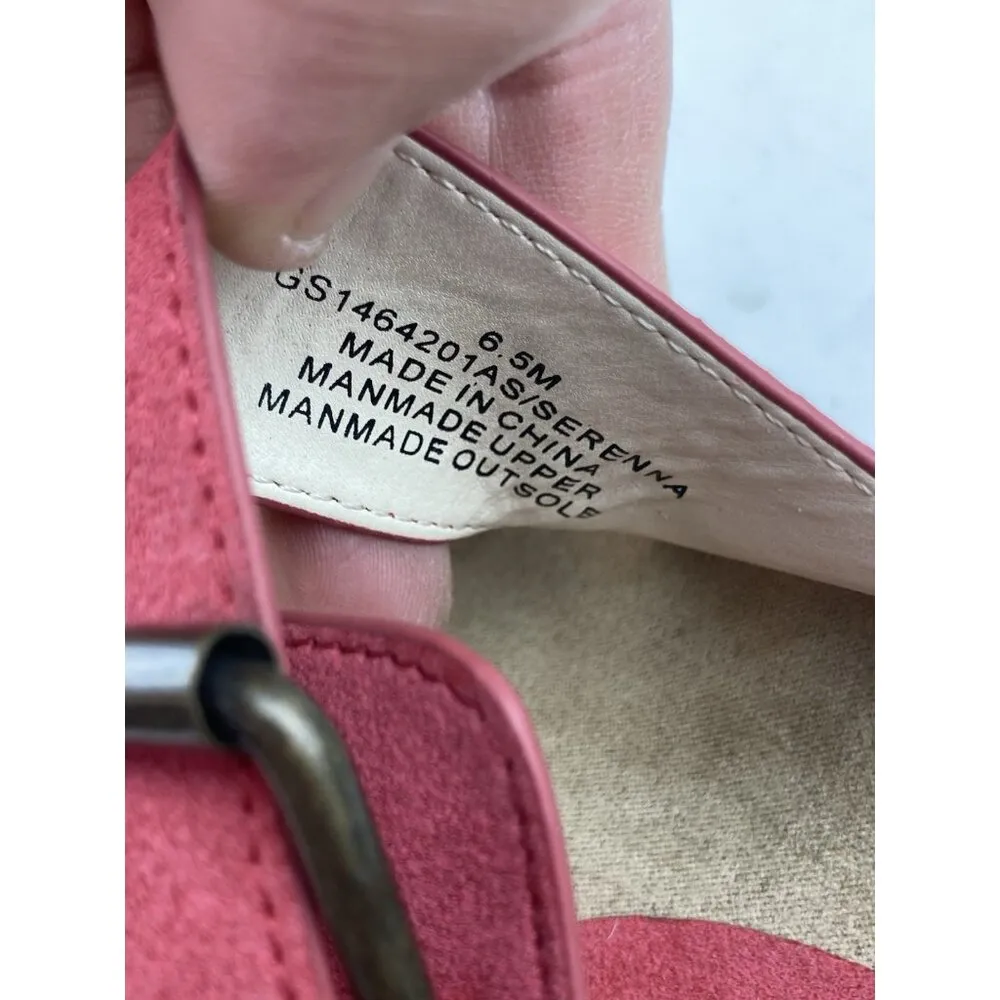 6.5M
GS1464201AS/SERENNA
MADE IN CHINA
MANMADE UPPER
MANMADE OUTSOLE